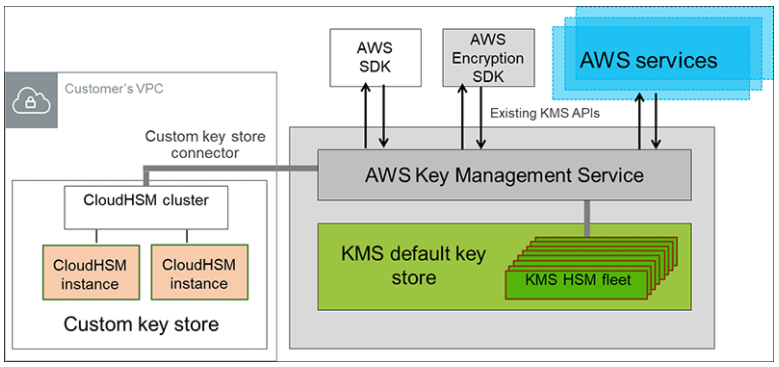 AWS
SDK
AWS
Encryption
SDK
AWS services
Customer's VPC
Existing KMS APIs
Custom key store
connector
AWS Key Management Service
CloudHSM cluster
CloudHSM
instance
CloudHSM
instance
Custom key store
KMS default key
store
KMS HSM fleet